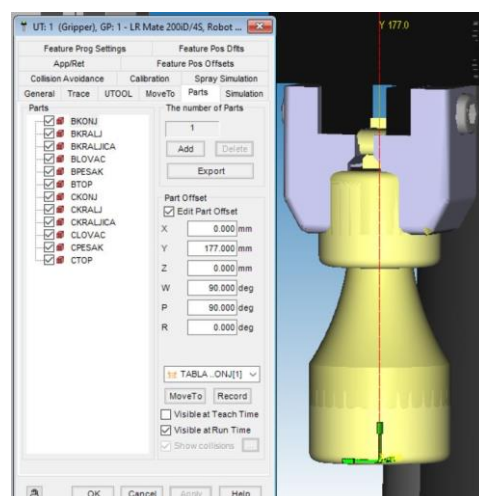 UT: 1 (Gripper), GP: 1 - LR Mate 200iD/4S, Robot ...
Feature Prog Settings Feature Pos Dflts
App/Ret Feature Pos Offsets
Collision Avoidance Calibration Spray Simulation
General Trace UTOOL MoveTo Parts Simulation
Parts
BKONJ
BKRALJ
BKRALJICA
BLOVAC
BPESAK
BTOP
CKONJ
CKRALJ
CKRALJICA
CLOVAC
CPESAK
CTOP
The number of Parts
1
Add Delete
Export
Part Offset
Edit Part Offset
X 0.000 mm
Y 177.000 mm
Z 0.000 mm
W 90.000 deg
P 90.000 deg
R 0.000 deg
TABLA...ONJ[1]
MoveTo Record
Visible at Teach Time
Visible at Run Time
Show collisions
OK Cancel Apply Help
Y 177.0